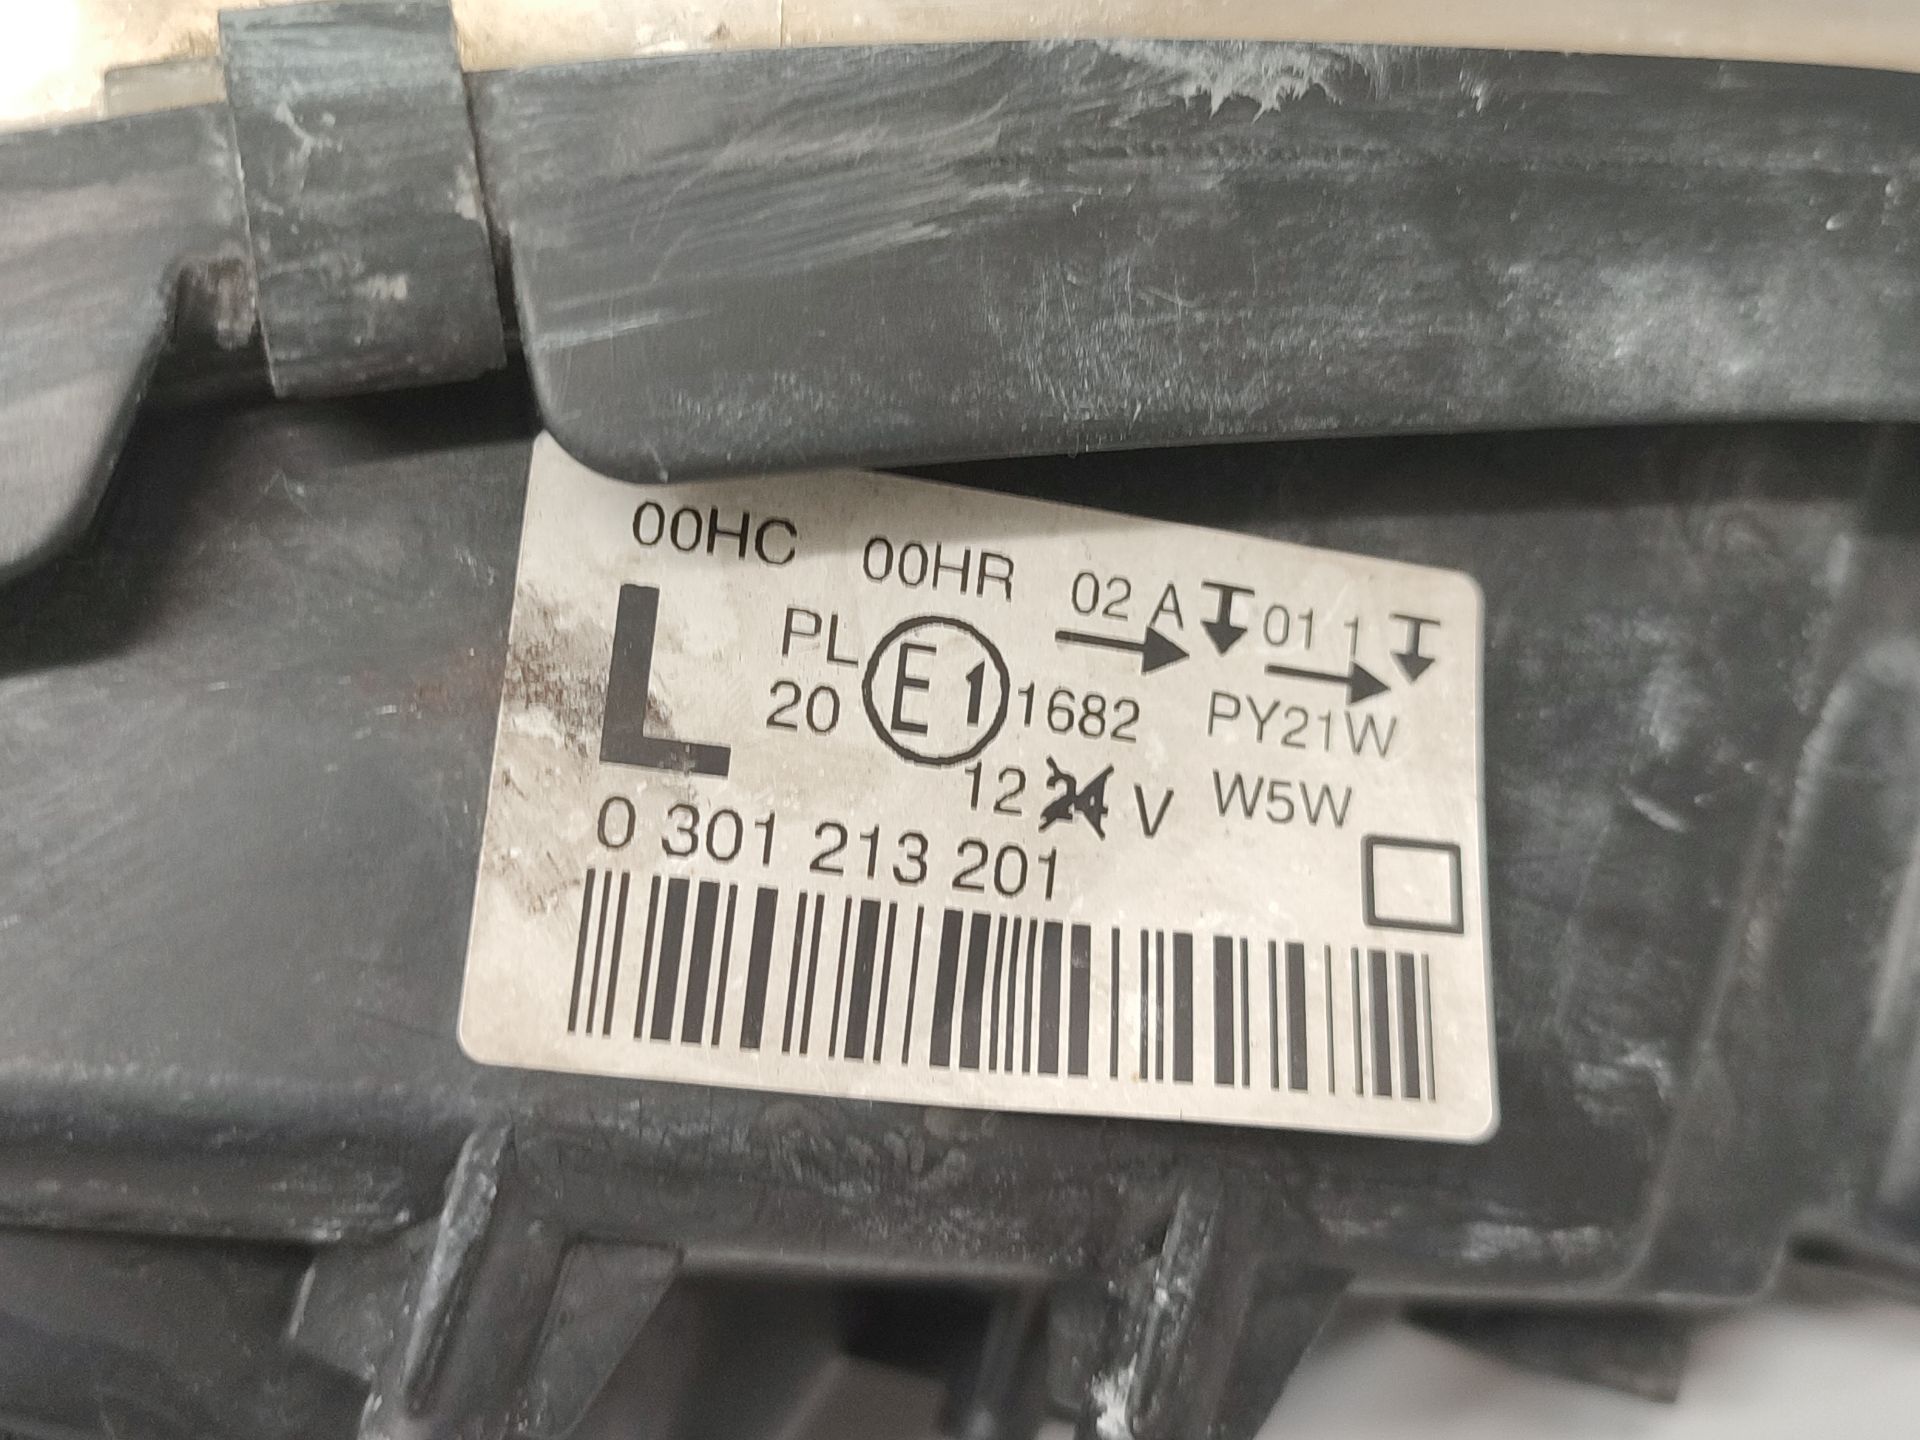 00HC 00HR 02 A 01 1
L PL
20 E1 1682 PY21W
12 24 V W5W
0 301 213 201